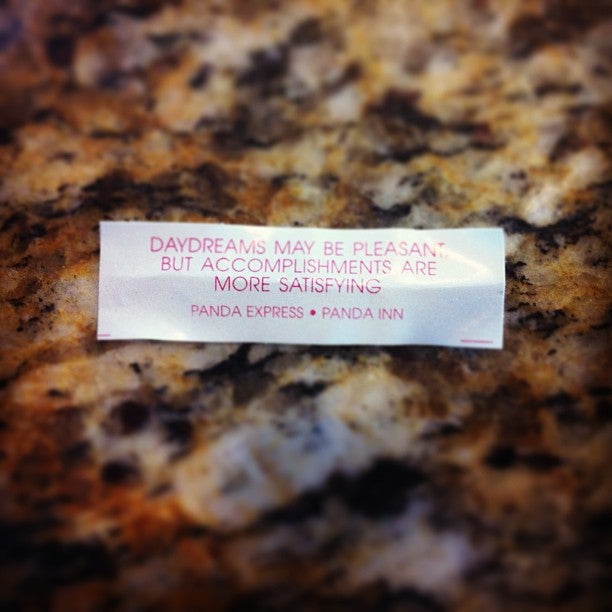 DAYDREAMS MAY BE PLEASANT,
BUT ACCOMPLISHMENTS ARE
MORE SATISFYING
PANDA EXPRESS • PANDA INN